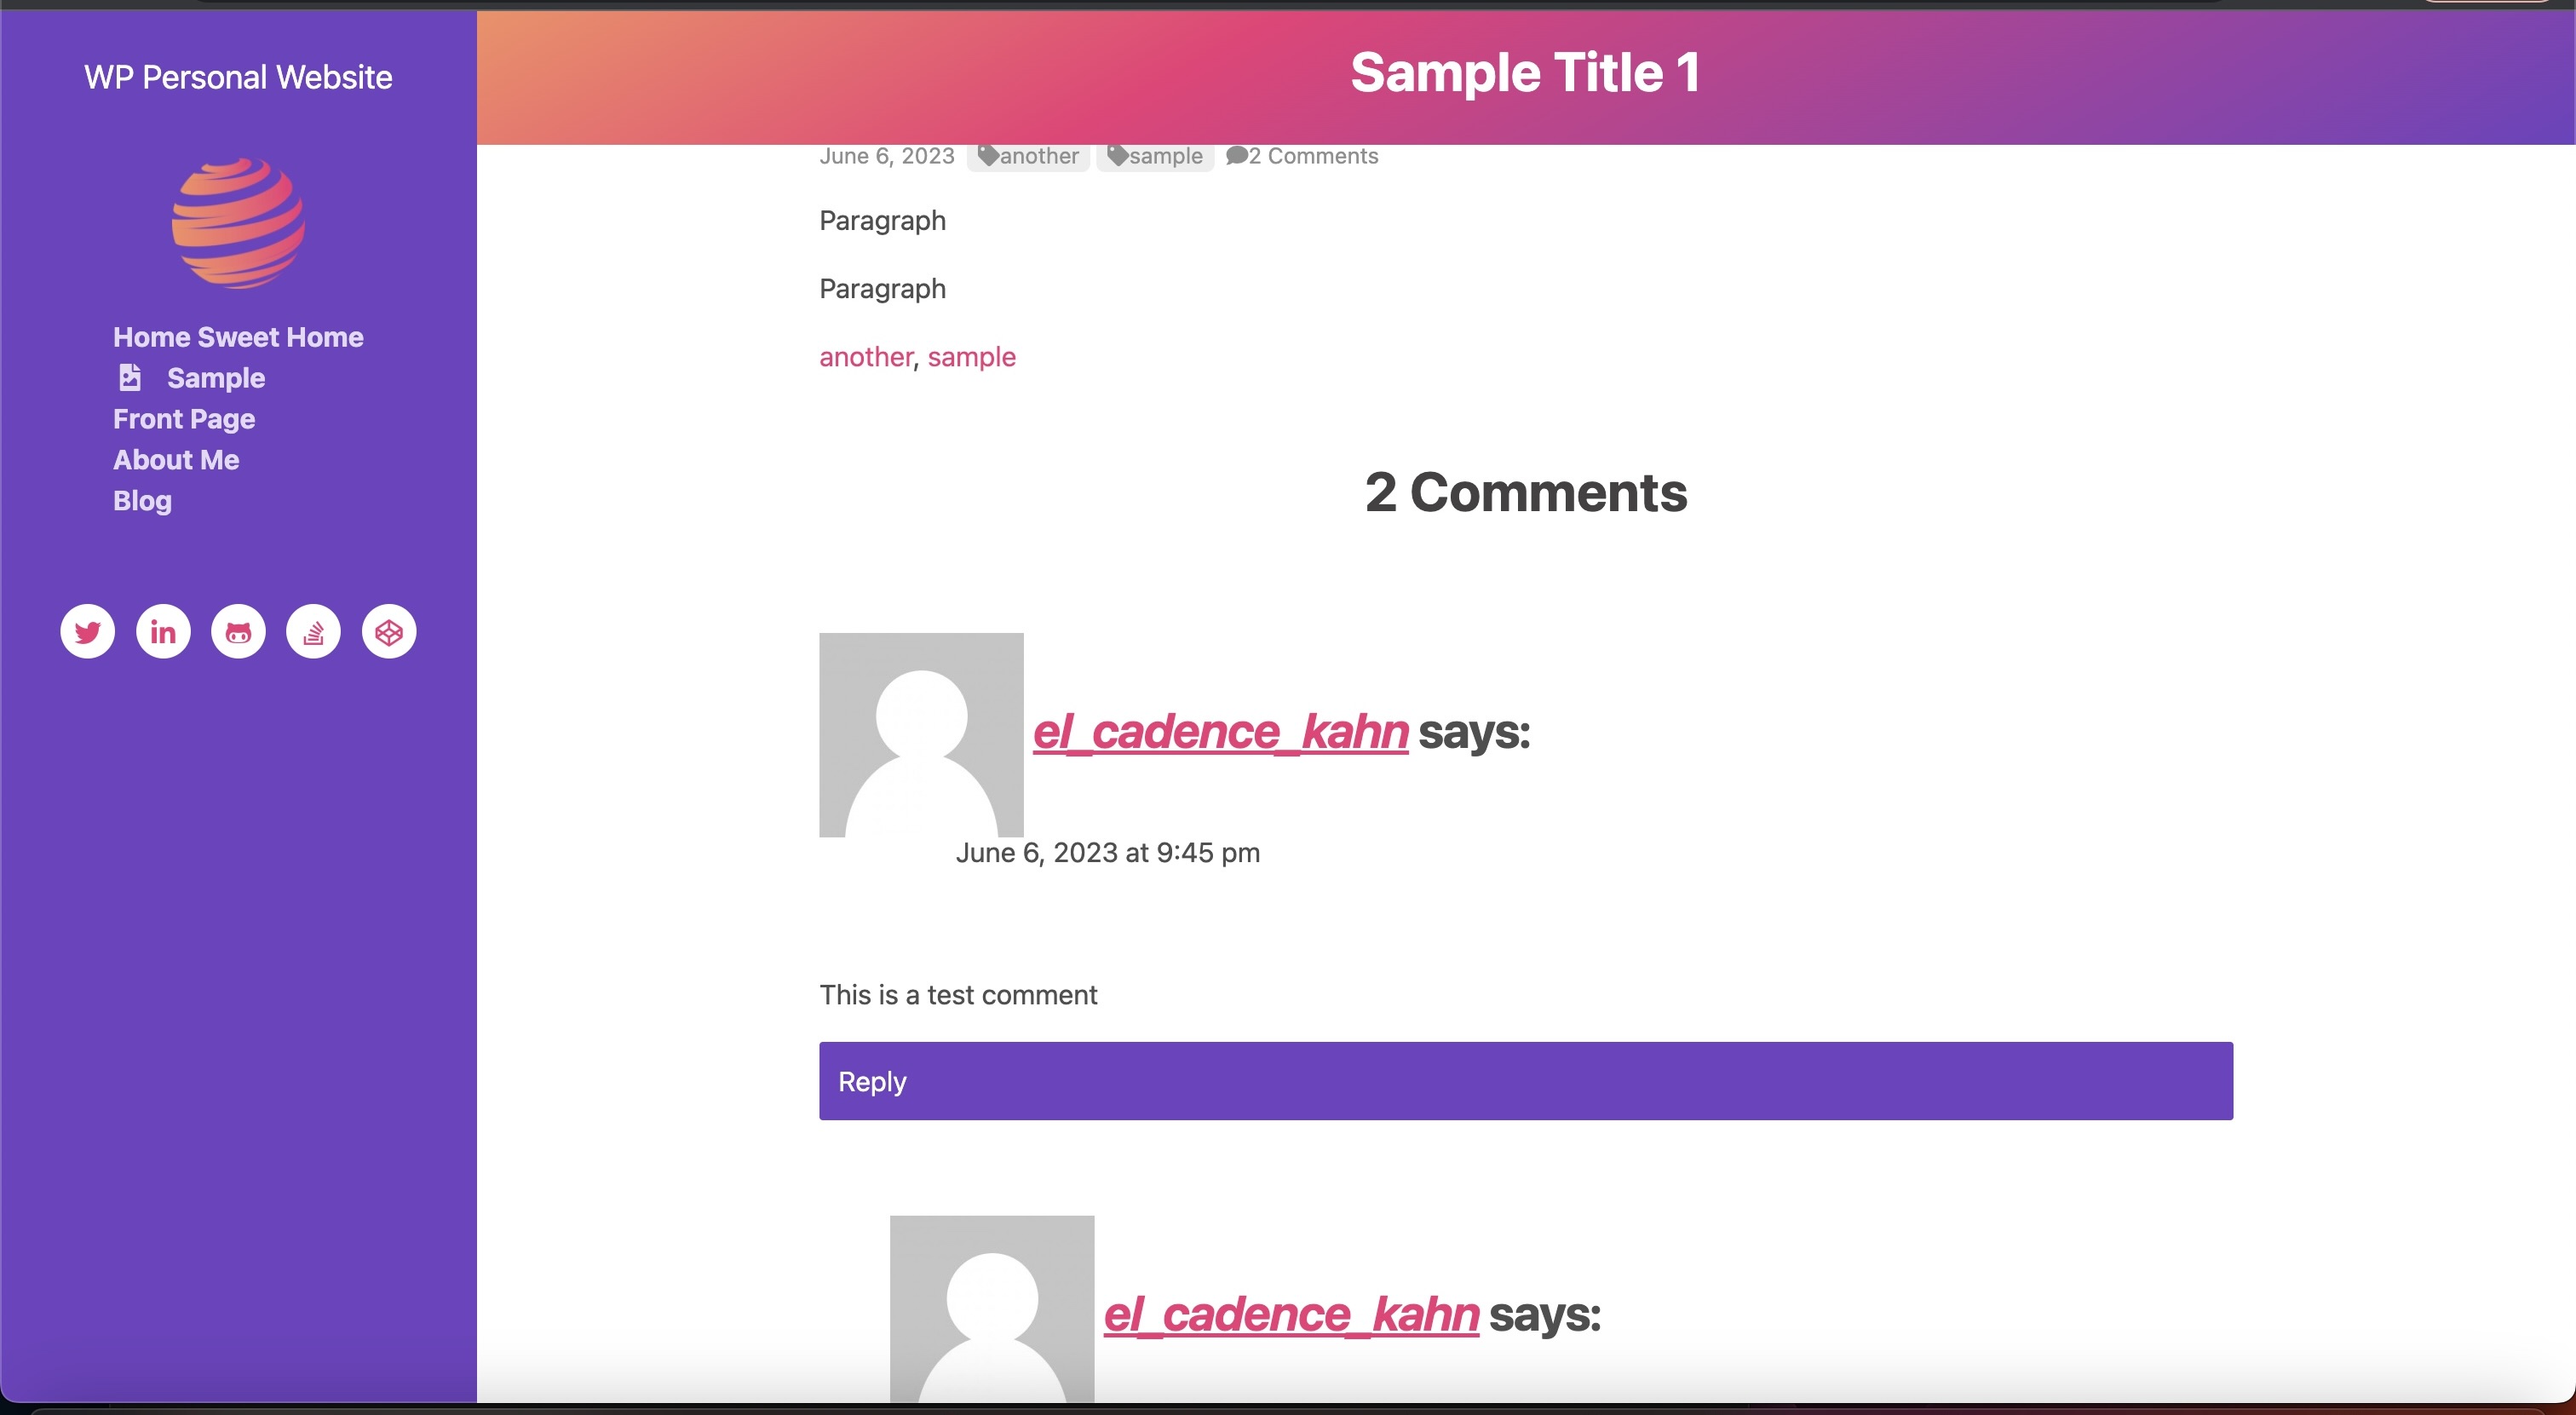 WP Personal Website
Home Sweet Home
Sample
Front Page
About Me
Blog
in
Sample Title 1
June 6, 2023 another sample 2 Comments
Paragraph
Paragraph
another, sample
2 Comments
el_cadence_kahn says:
June 6, 2023 at 9:45 pm
This is a test comment
Reply
el_cadence_kahn says: